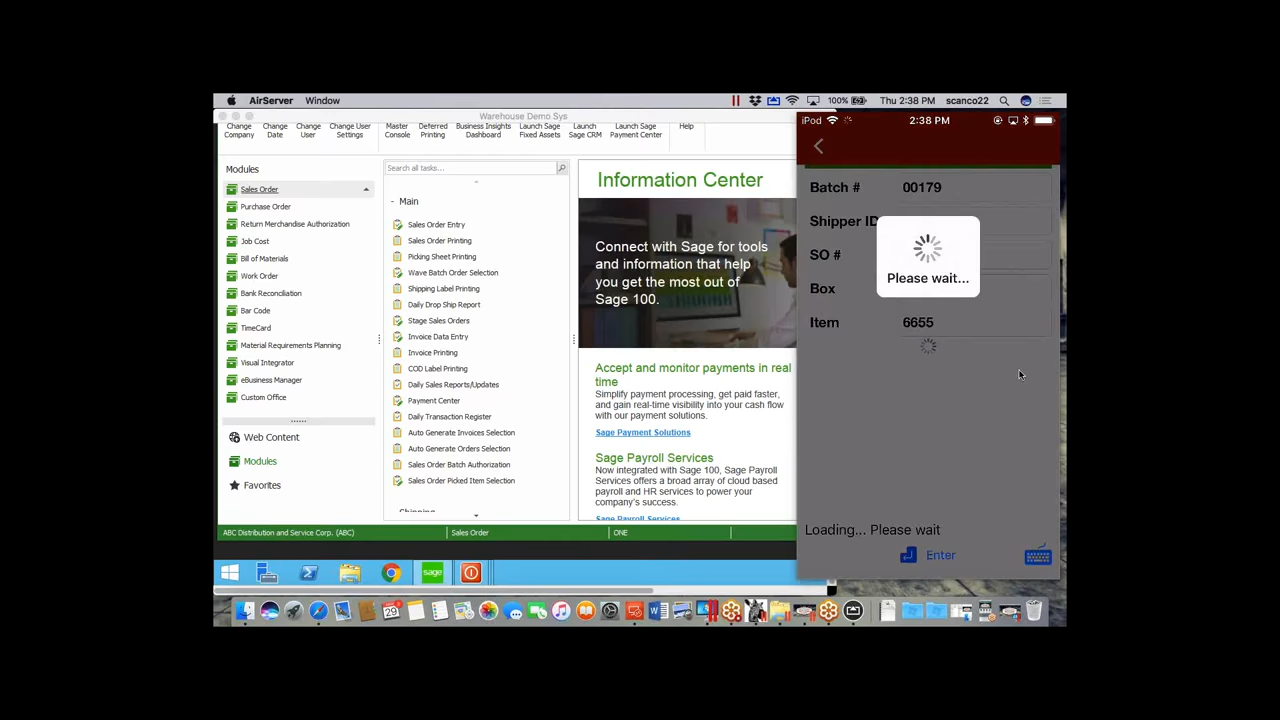 AirServer Window
100% Thu 2:38 PM scanco22
Warehouse Demo Sys
Change Company
Change Date
Change User
Change User Settings
Master Console
Deferred Printing
Business Insights Dashboard
Launch Sage Fixed Assets
Launch Sage CRM
Launch Sage Payment Center
Help
Modules
Sales Order
Purchase Order
Return Merchandise Authorization
Job Cost
Bill of Materials
Work Order
Bank Reconciliation
Bar Code
TimeCard
Material Requirements Planning
Visual Integrator
eBusiness Manager
Custom Office
Web Content
Modules
Favorites
Search all tasks...
- Main
Sales Order Entry
Sales Order Printing
Picking Sheet Printing
Wave Batch Order Selection
Shipping Label Printing
Daily Drop Ship Report
Stage Sales Orders
Invoice Data Entry
Invoice Printing
COD Label Printing
Daily Sales Reports/Updates
Payment Center
Daily Transaction Register
Auto Generate Invoices Selection
Auto Generate Orders Selection
Sales Order Batch Authorization
Sales Order Picked Item Selection
Shipping
Information Center
Connect with Sage for tools
and information that help
you get the most out of
Sage 100.
Accept and monitor payments in real
time
Simplify payment processing, get paid faster,
and gain real-time visibility into your cash flow
with our payment solutions.
Sage Payment Solutions
Sage Payroll Services
Now integrated with Sage 100, Sage Payroll
Services offers a broad array of cloud based
payroll and HR services to power your
company's success.
Sage Payroll Services
ABC Distribution and Service Corp. (ABC)
Sales Order
ONE
sage
29
iPod 2:38 PM
Batch # 00179
Shipper ID
SO #
Box
Item 6655
Please wait...
Loading... Please wait
Enter